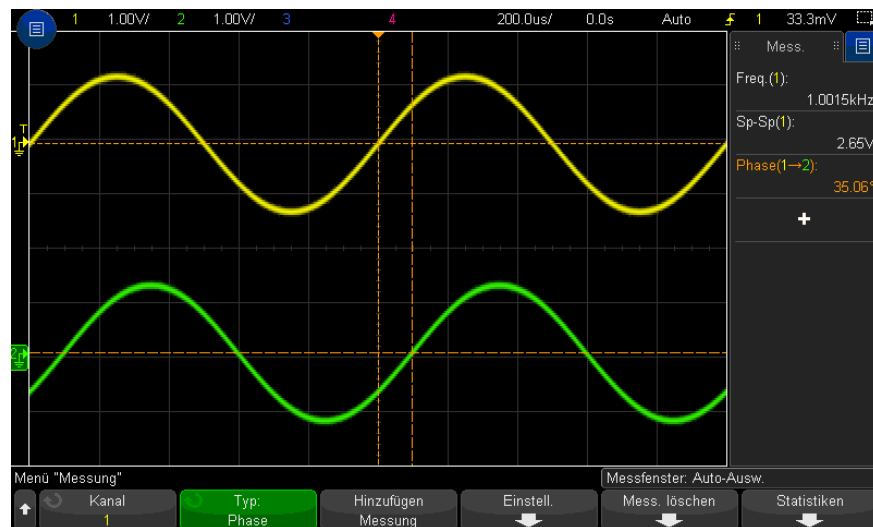 1 1.00V/ 2 1.00V/ 3 4 200.0us/ 0.0s Auto 1 33.3mV
Mess.
Freq.(1):
1.0015kHz
Sp-Sp(1):
2.65V
Phase(1→2):
35.06°
+
T
1
2
Menü "Messung"
Messfenster: Auto-Ausw.
Kanal
1
Typ:
Phase
Hinzufügen
Messung
Einstell.
Mess. löschen
Statistiken